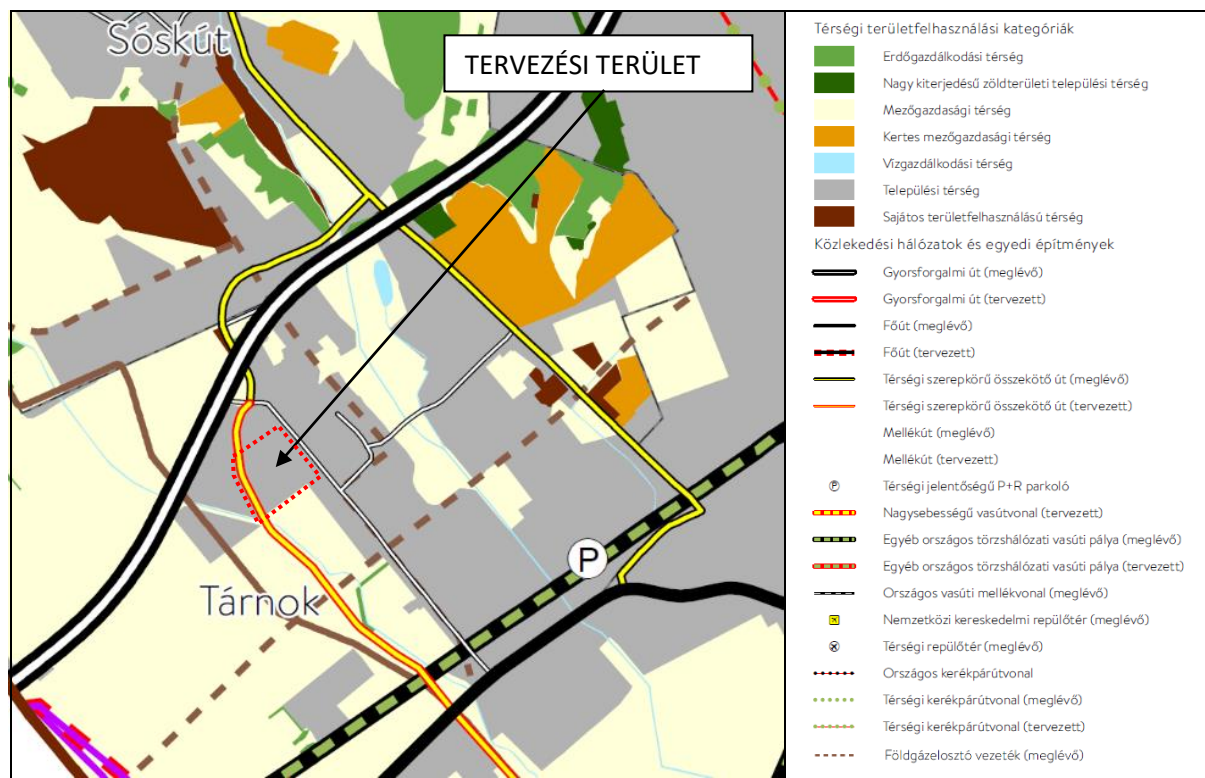 Sóskút
TERVEZÉSI TERÜLET
P
Tárnok
Térségi területfelhasználási kategóriák
Erdőgazdálkodási térség
Nagy kiterjedésű zöldterületi települési térség
Mezőgazdasági térség
Kertes mezőgazdasági térség
Vízgazdálkodási térség
Települési térség
Sajátos területfelhasználású térség
Közlekedési hálózatok és egyedi építmények
Gyorsforgalmi út (meglévő)
Gyorsforgalmi út (tervezett)
Főút (meglévő)
Főút (tervezett)
Térségi szerepkörű összekötő út (meglévő)
Térségi szerepkörű összekötő út (tervezett)
Mellékút (meglévő)
Mellékút (tervezett)
P Térségi jelentőségű P+R parkoló
Nagysebességű vasútvonal (tervezett)
Egyéb országos törzshálózati vasúti pálya (meglévő)
Egyéb országos törzshálózati vasúti pálya (tervezett)
Országos vasúti mellékvonal (meglévő)
Nemzetközi kereskedelmi repülőtér (meglévő)
Térségi repülőtér (meglévő)
Országos kerékpárútvonal
Térségi kerékpárútvonal (meglévő)
Térségi kerékpárútvonal (tervezett)
Földgázelosztó vezeték (meglévő)